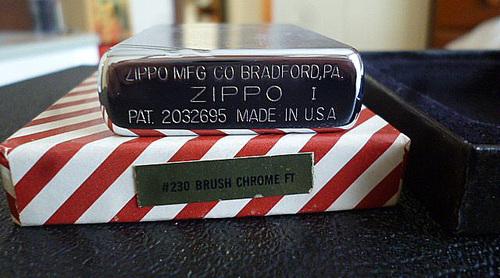 ZIPPO MFG CO BRADFORD,PA.
ZIPPO I
PAT. 2032695 MADE IN U.S.A
#230 BRUSH CHROME FT